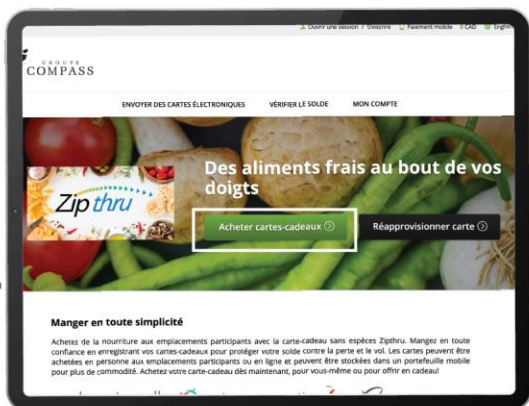 Ouvrir une session / S'inscrire Paiement mobile $ CAD English
GROUPE
COMPASS
ENVOYER DES CARTES ÉLECTRONIQUES VÉRIFIER LE SOLDE MON COMPTE
Des aliments frais au bout de vos
doigts
Zip thru
Acheter cartes-cadeaux Réapprovisionner carte
Manger en toute simplicité
Achetez de la nourriture aux emplacements participants avec la carte-cadeau sans espèces Zipthru. Mangez en toute
confiance en enregistrant vos cartes-cadeaux pour protéger votre solde contre la perte et le vol. Les cartes peuvent être
achetées en personne aux emplacements participants ou en ligne et peuvent être stockées dans un portefeuille mobile
pour plus de commodité. Achetez votre carte-cadeau dès maintenant, pour vous-même ou pour offrir en cadeau!